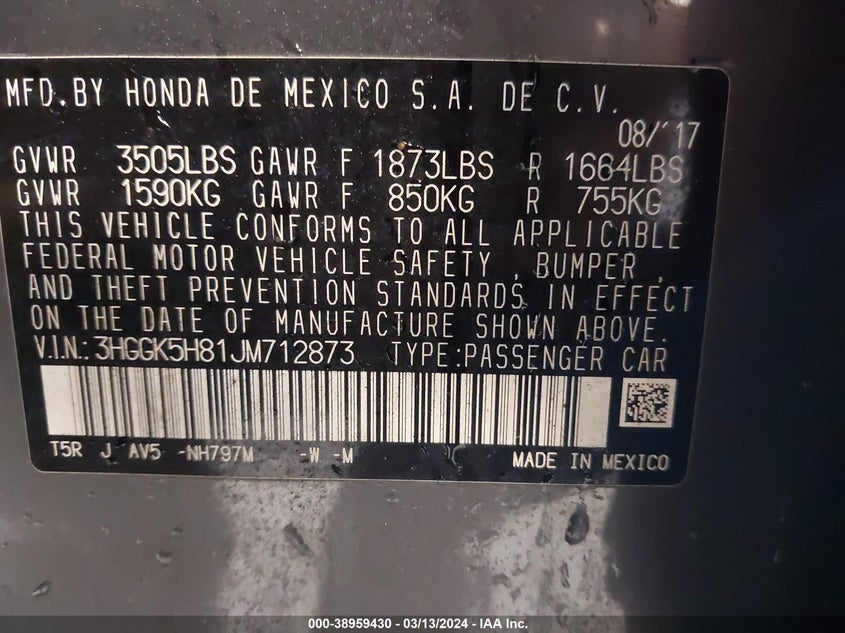 MFD.BY HONDA DE MEXICO S.A. DE C.V.
08/'17
GVWR 3505LBS GAWR F 1873LBS R 1664LBS
GVWR 1590KG GAWR F 850KG R 755KG
THIS VEHICLE CONFORMS TO ALL APPLICABLE
FEDERAL MOTOR VEHICLE SAFETY , BUMPER ,
AND THEFT PREVENTION STANDARDS IN EFFECT
ON THE DATE OF MANUFACTURE SHOWN ABOVE.
V.I.N.: 3HGGK5H81JM712873 TYPE:PASSENGER CAR
T5R J AV5 -NH797M -W -M MADE IN MEXICO
000-38959430 - 03/13/2024 - IAA Inc.